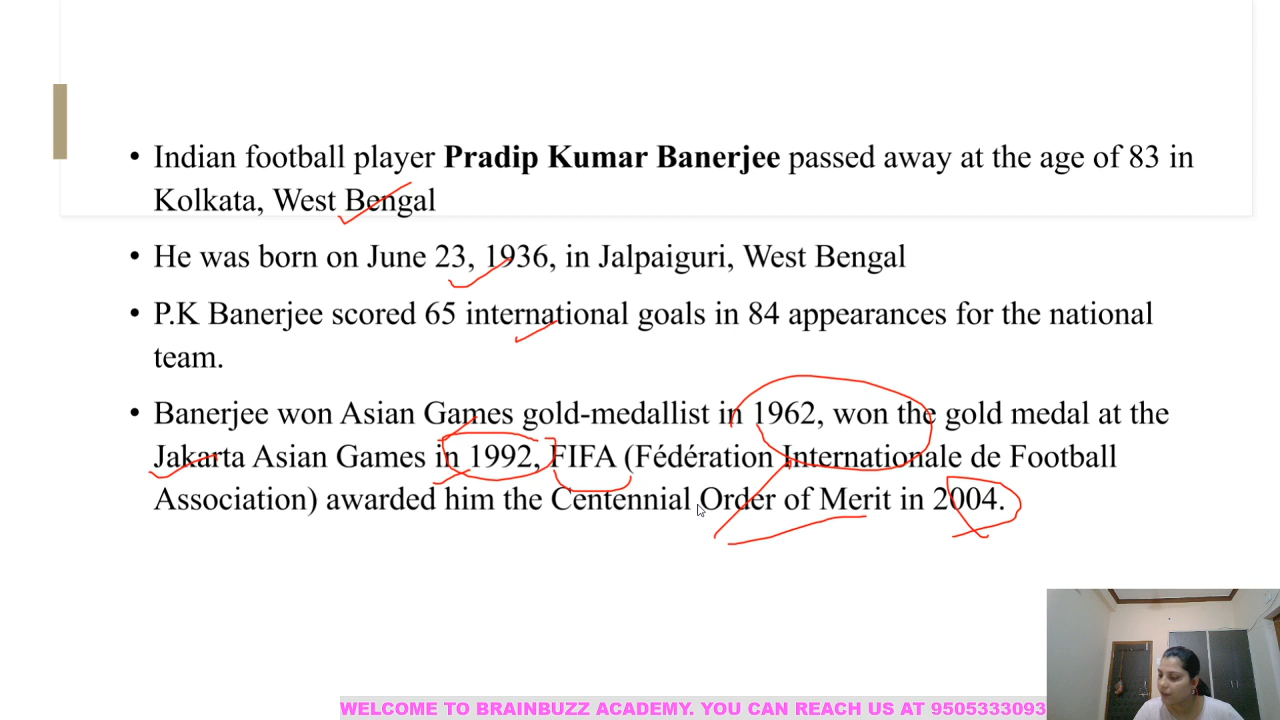 • Indian football player Pradip Kumar Banerjee passed away at the age of 83 in
Kolkata, West Bengal
• He was born on June 23, 1936, in Jalpaiguri, West Bengal
• P.K Banerjee scored 65 international goals in 84 appearances for the national
team.
• Banerjee won Asian Games gold-medallist in 1962, won the gold medal at the
Jakarta Asian Games in 1992, FIFA (Fédération Internationale de Football
Association) awarded him the Centennial Order of Merit in 2004.
WELCOME TO BRAINBUZZ ACADEMY. YOU CAN REACH US AT 9505333093